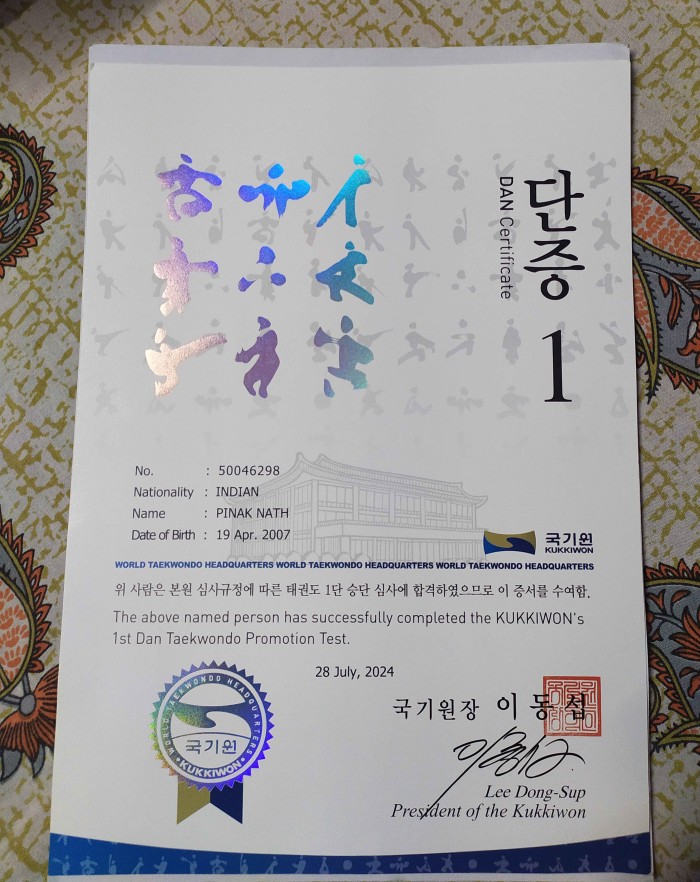 단증
DAN Certificate
1
No. : 50046298
Nationality : INDIAN
Name : PINAK NATH
Date of Birth : 19 Apr. 2007
국기원
KUKKIWON
WORLD TAEKWONDO HEADQUARTERS WORLD TAEKWONDO HEADQUARTERS WORLD TAEKWONDO HEADQUARTERS
위 사람은 본원 심사규정에 따른 태권도 1단 승단 심사에 합격하였으므로 이 증서를 수여함.
The above named person has successfully completed the KUKKIWON's
1st Dan Taekwondo Promotion Test.
28 July, 2024
국기원장 이동섭
WORLD TAEKWONDO HEADQUARTERS
국기원
KUKKIWON
Lee Dong-Sup
President of the Kukkiwon